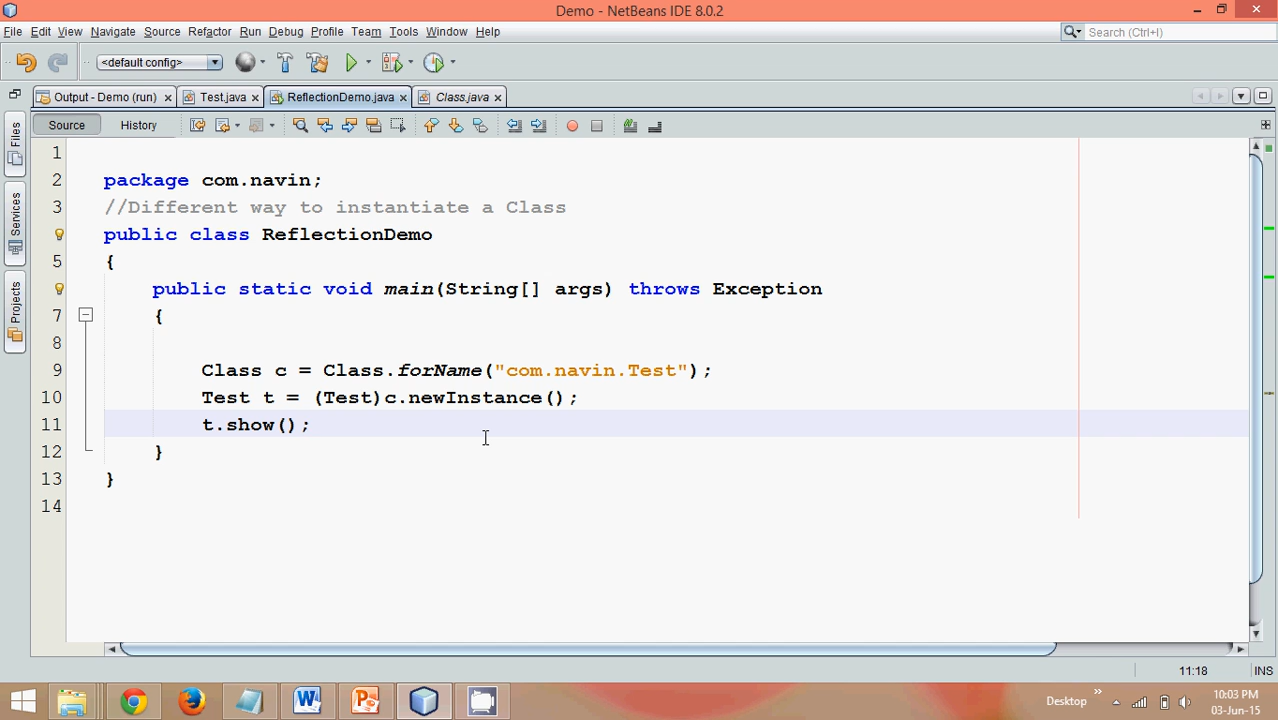 Demo - NetBeans IDE 8.0.2
File Edit View Navigate Source Refactor Run Debug Profile Team Tools Window Help
Search (Ctrl+I)
<default config>
Output - Demo (run) Test.java ReflectionDemo.java Class.java
Source History
Files
Services
Projects
1
2 package com.navin;
3 //Different way to instantiate a Class
public class ReflectionDemo
5 {
public static void main(String[] args) throws Exception
7 {
8
9 Class c = Class.forName("com.navin.Test");
10 Test t = (Test)c.newInstance();
11 t.show();
12 }
13 }
14
11:18 INS
Desktop
10:03 PM
03-Jun-15